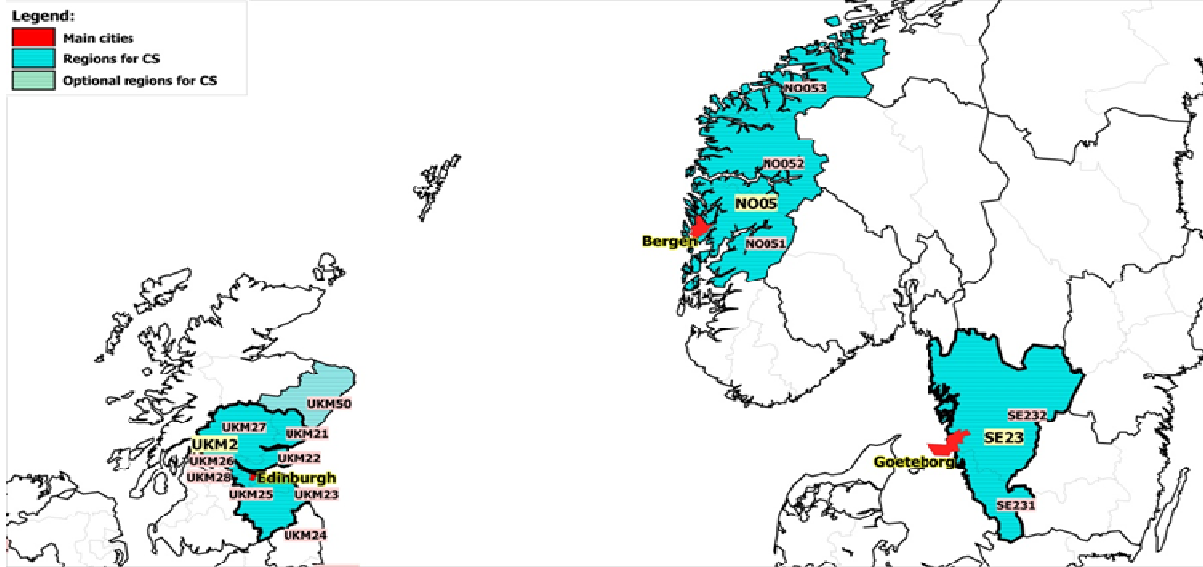 Legend:
Main cities
Regions for CS
Optional regions for CS
NO053
NO052
NO05
Bergen
NO051
UKM50
UKM27
UKM21
UKM2
UKM22
UKM26
UKM28
Edinburgh
UKM25
UKM23
UKM24
SE232
SE23
Goeteborg
SE231